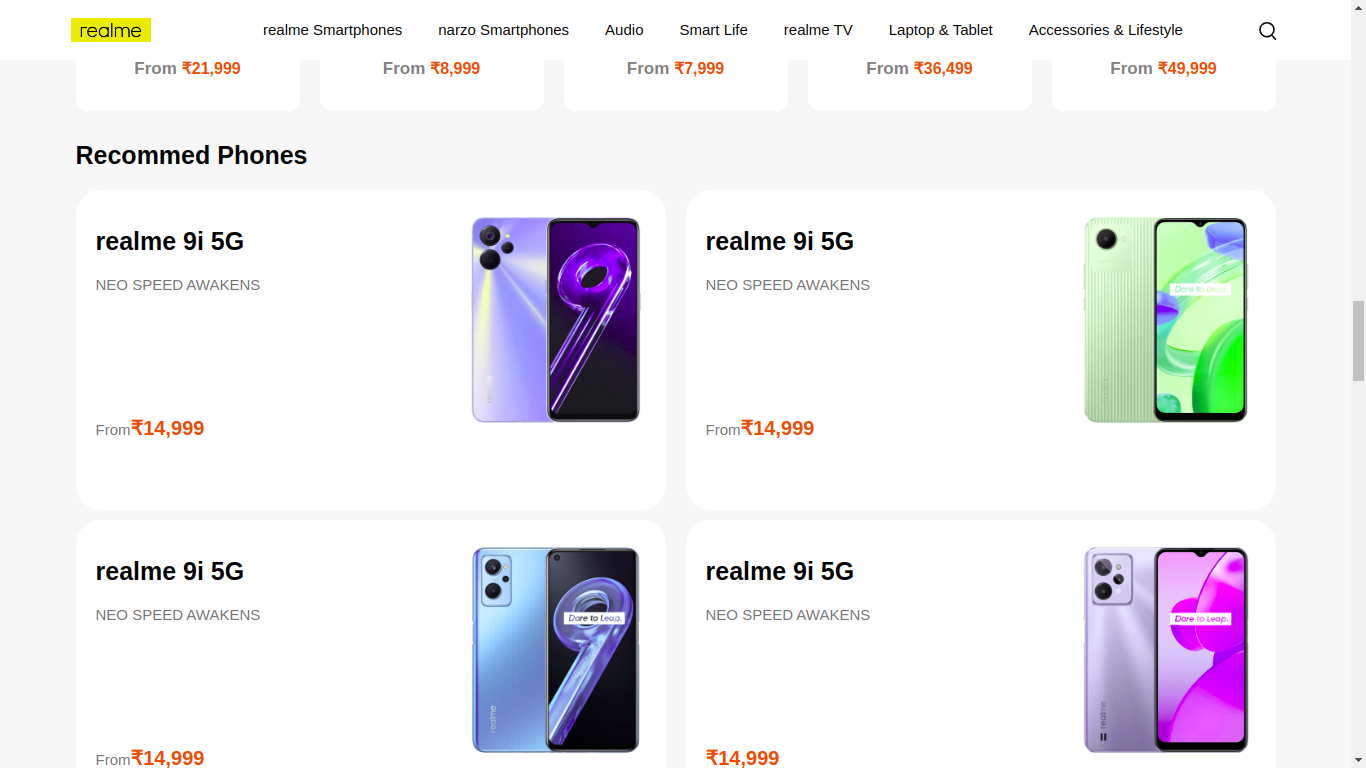 realme
realme Smartphones
narzo Smartphones
Audio
Smart Life
realme TV
Laptop & Tablet
Accessories & Lifestyle
From ₹21,999
From ₹8,999
From ₹7,999
From ₹36,499
From ₹49,999
Recommed Phones
realme 9i 5G
NEO SPEED AWAKENS
From₹14,999
realme 9i 5G
NEO SPEED AWAKENS
Dare to Leap.
From₹14,999
realme 9i 5G
NEO SPEED AWAKENS
Dare to Leap.
realme
From₹14,999
realme 9i 5G
NEO SPEED AWAKENS
Dare to Leap.
realme
₹14,999